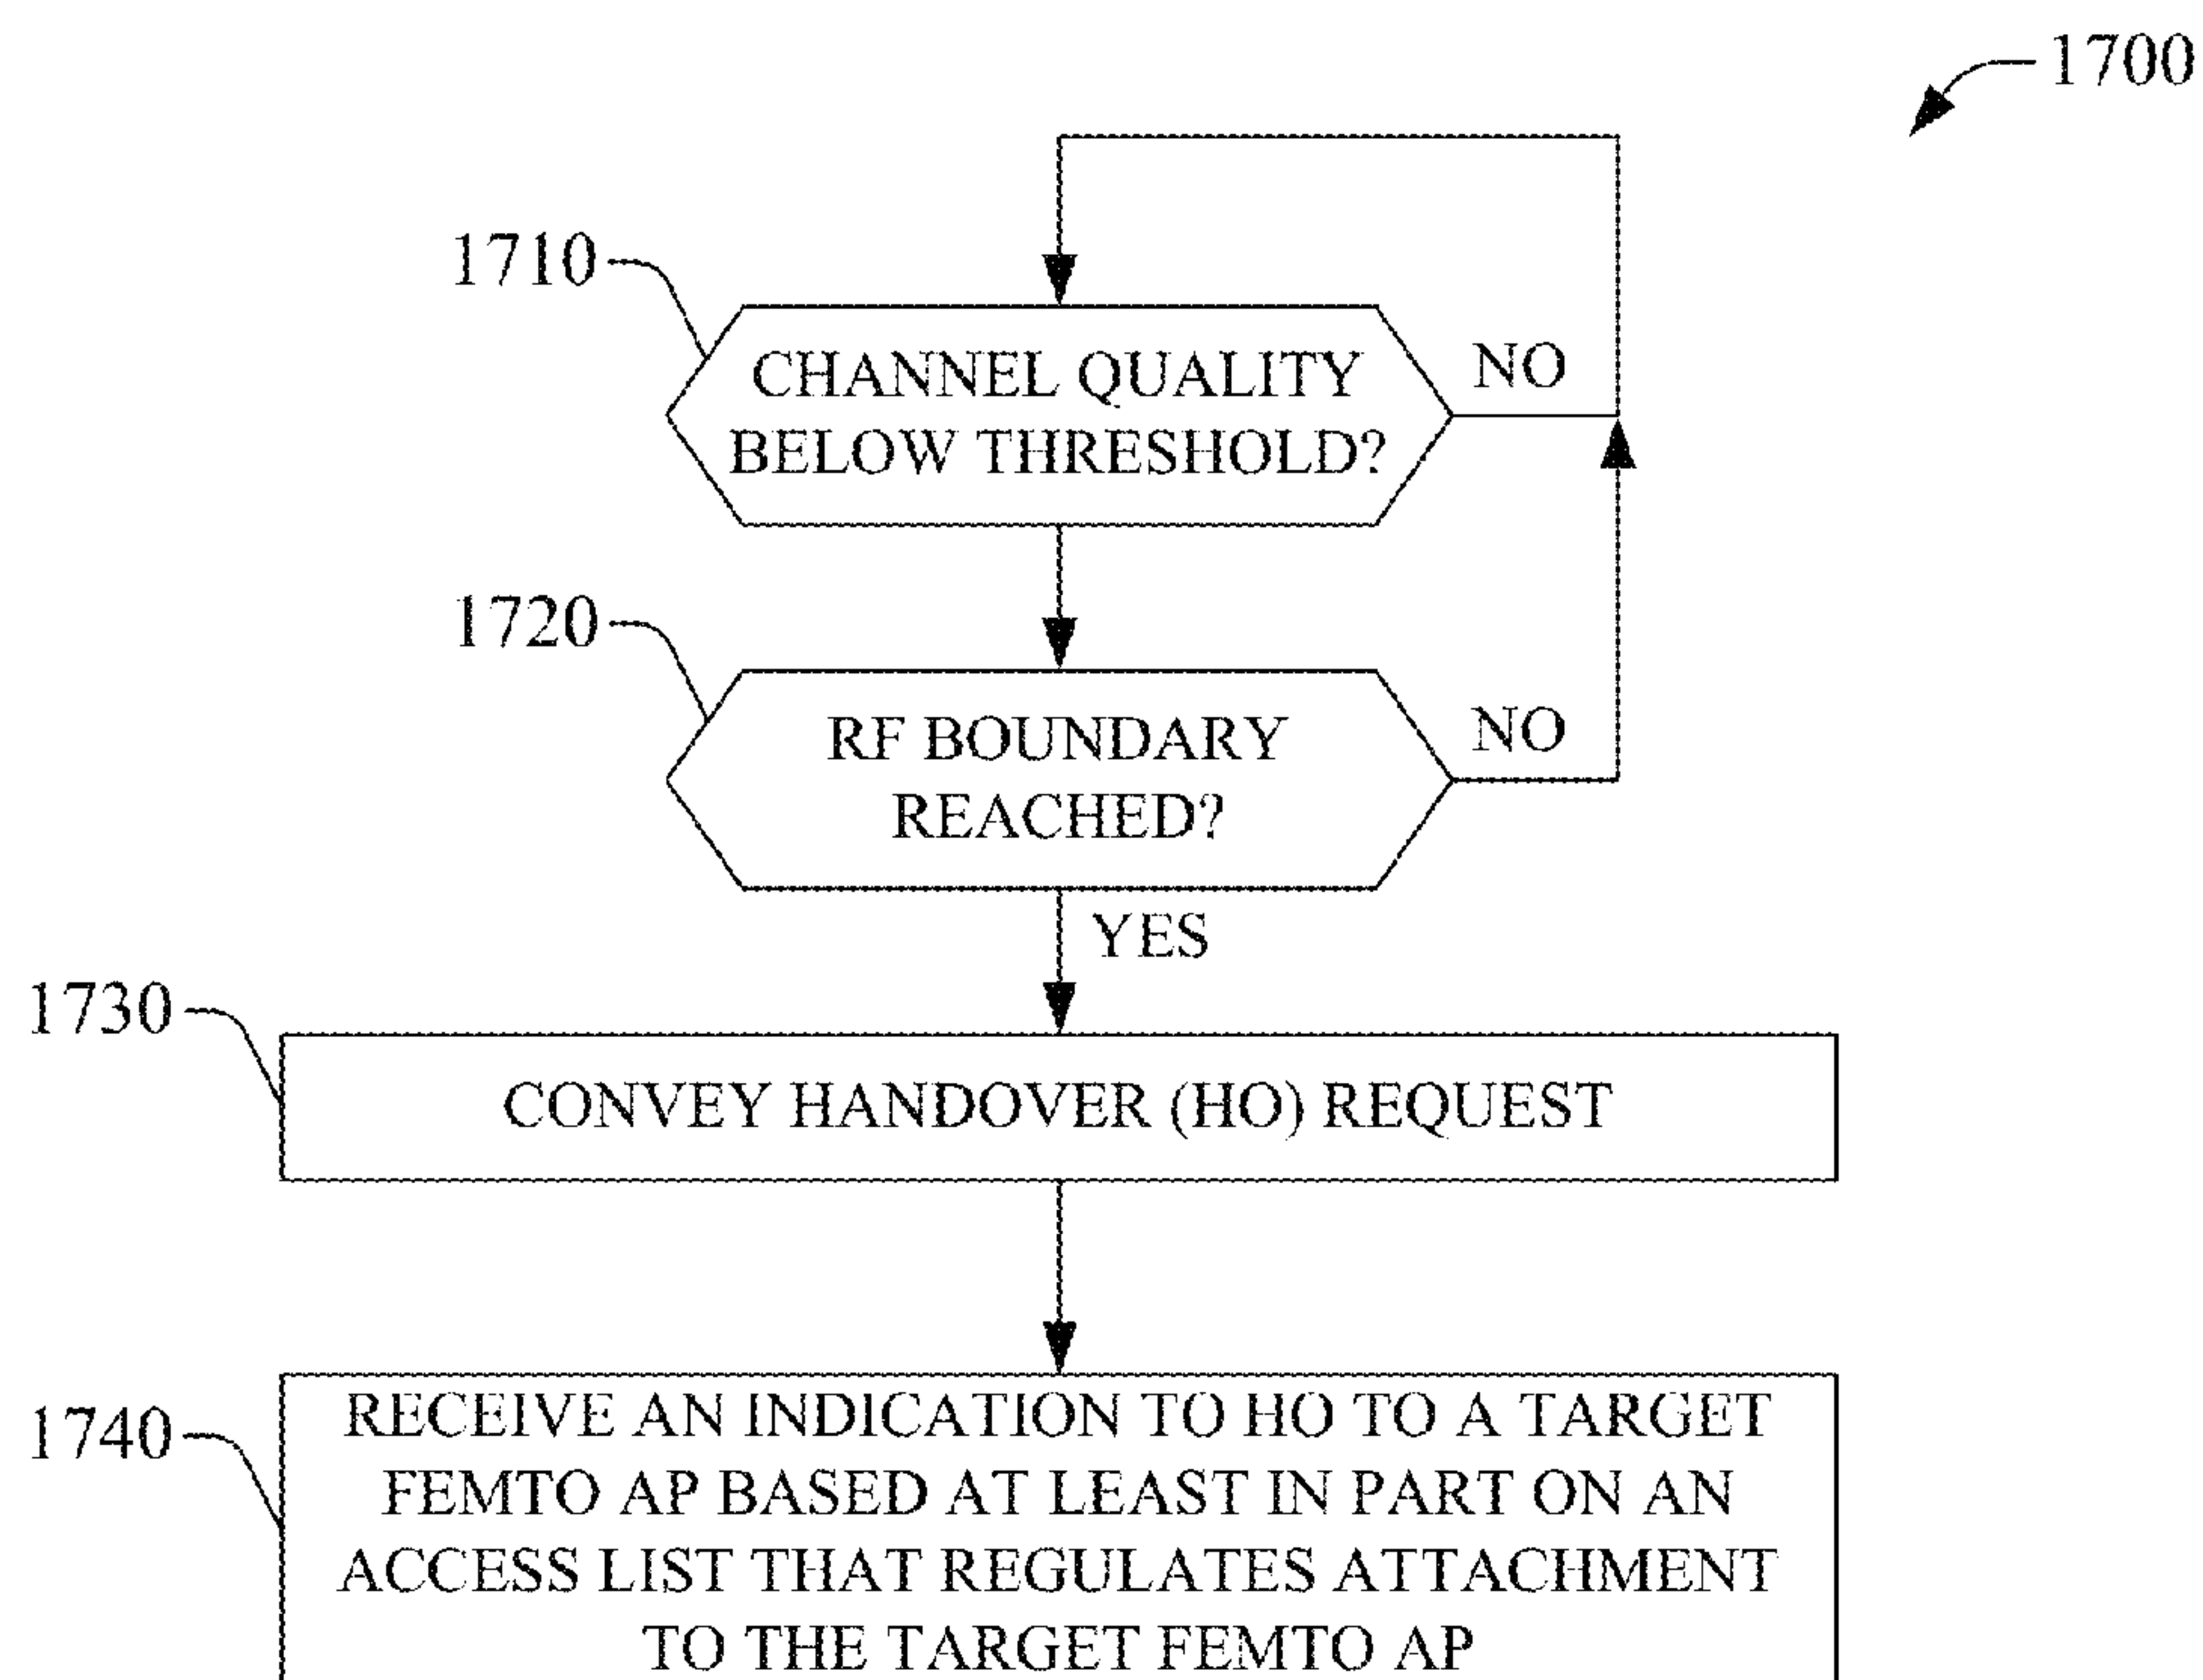 1700
1710
CHANNEL QUALITY
BELOW THRESHOLD?
NO
1720
RF BOUNDARY
REACHED?
NO
YES
1730
CONVEY HANDOVER (HO) REQUEST
1740
RECEIVE AN INDICATION TO HO TO A TARGET
FEMTO AP BASED AT LEAST IN PART ON AN
ACCESS LIST THAT REGULATES ATTACHMENT
TO THE TARGET FEMTO AP